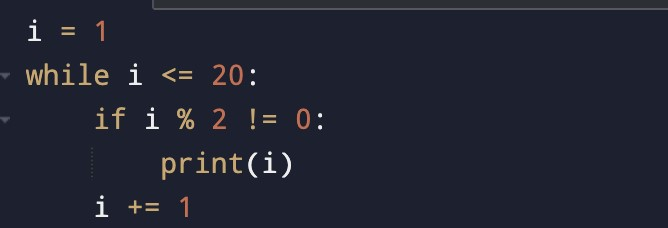 i = 1
while i <= 20:
    if i % 2 != 0:
        print(i)
    i += 1